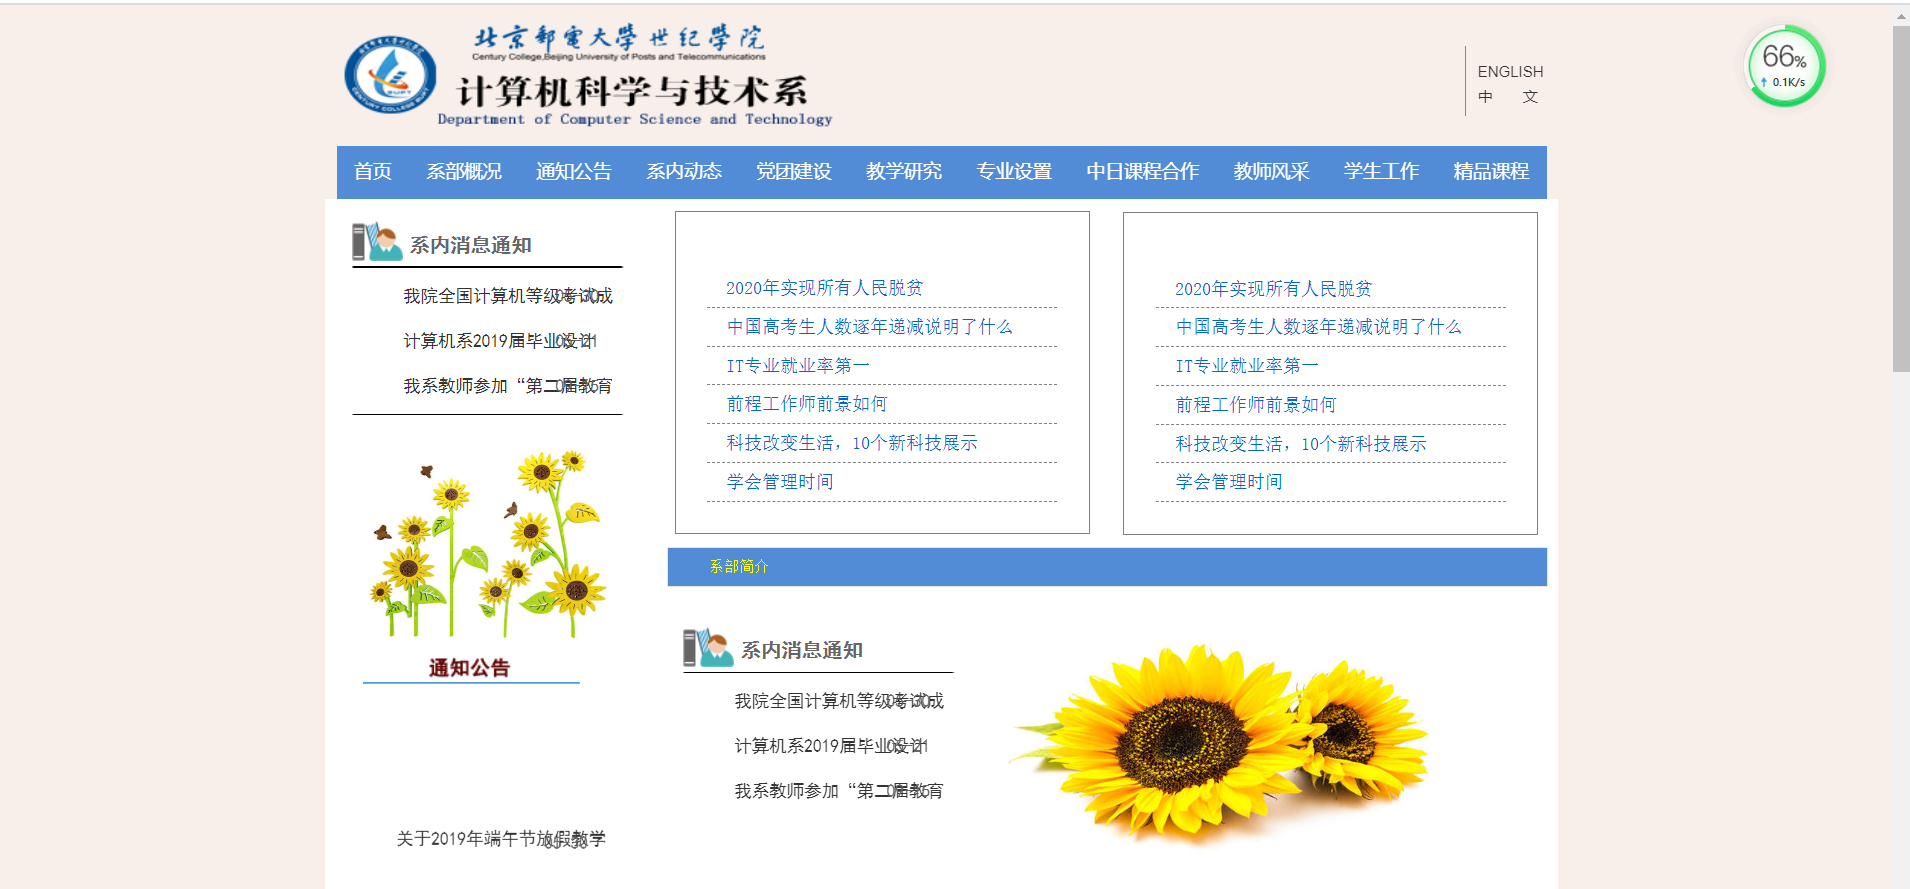 北京郵電大學世纪學院
Century College,Beijing University of Posts and Telecommunications
计算机科学与技术系
Department of Computer Science and Technology
ENGLISH
中 文
66%
0.1K/s
首页 系部概况 通知公告 系内动态 党团建设 教学研究 专业设置 中日课程合作 教师风采 学生工作 精品课程
系内消息通知
我院全国计算机等级考试成
计算机系2019届毕业设计
我系教师参加“第二届教育
2020年实现所有人民脱贫
中国高考生人数逐年递减说明了什么
IT专业就业率第一
前程工作师前景如何
科技改变生活，10个新科技展示
学会管理时间
2020年实现所有人民脱贫
中国高考生人数逐年递减说明了什么
IT专业就业率第一
前程工作师前景如何
科技改变生活，10个新科技展示
学会管理时间
系部简介
通知公告
关于2019年端午节放假教学
系内消息通知
我院全国计算机等级考试成
计算机系2019届毕业设计
我系教师参加“第二届教育